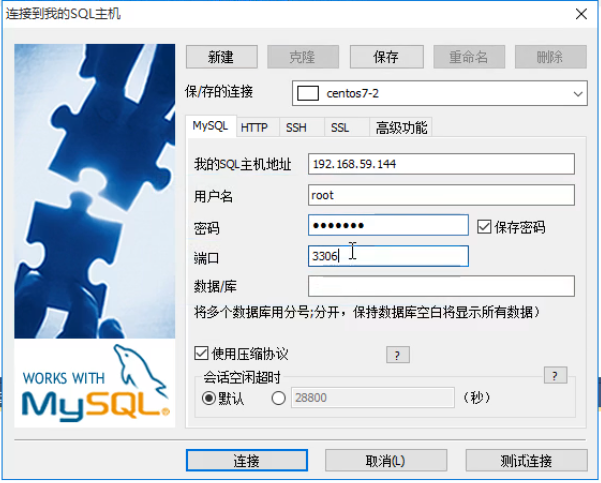 连接到我的SQL主机
新建 克隆 保存 重命名 删除
保/存的连接 centos7-2
MySQL HTTP SSH SSL 高级功能
我的SQL主机地址 192.168.59.144
用户名 root
密码 ●●●●●●● 保存密码
端口 3306
数据/库
将多个数据库用分号;分开，保持数据库空白将显示所有数据)
使用压缩协议 ?
会话空闲超时 ?
默认 28800 (秒)
WORKS WITH
MySQL®
连接 取消(L) 测试连接